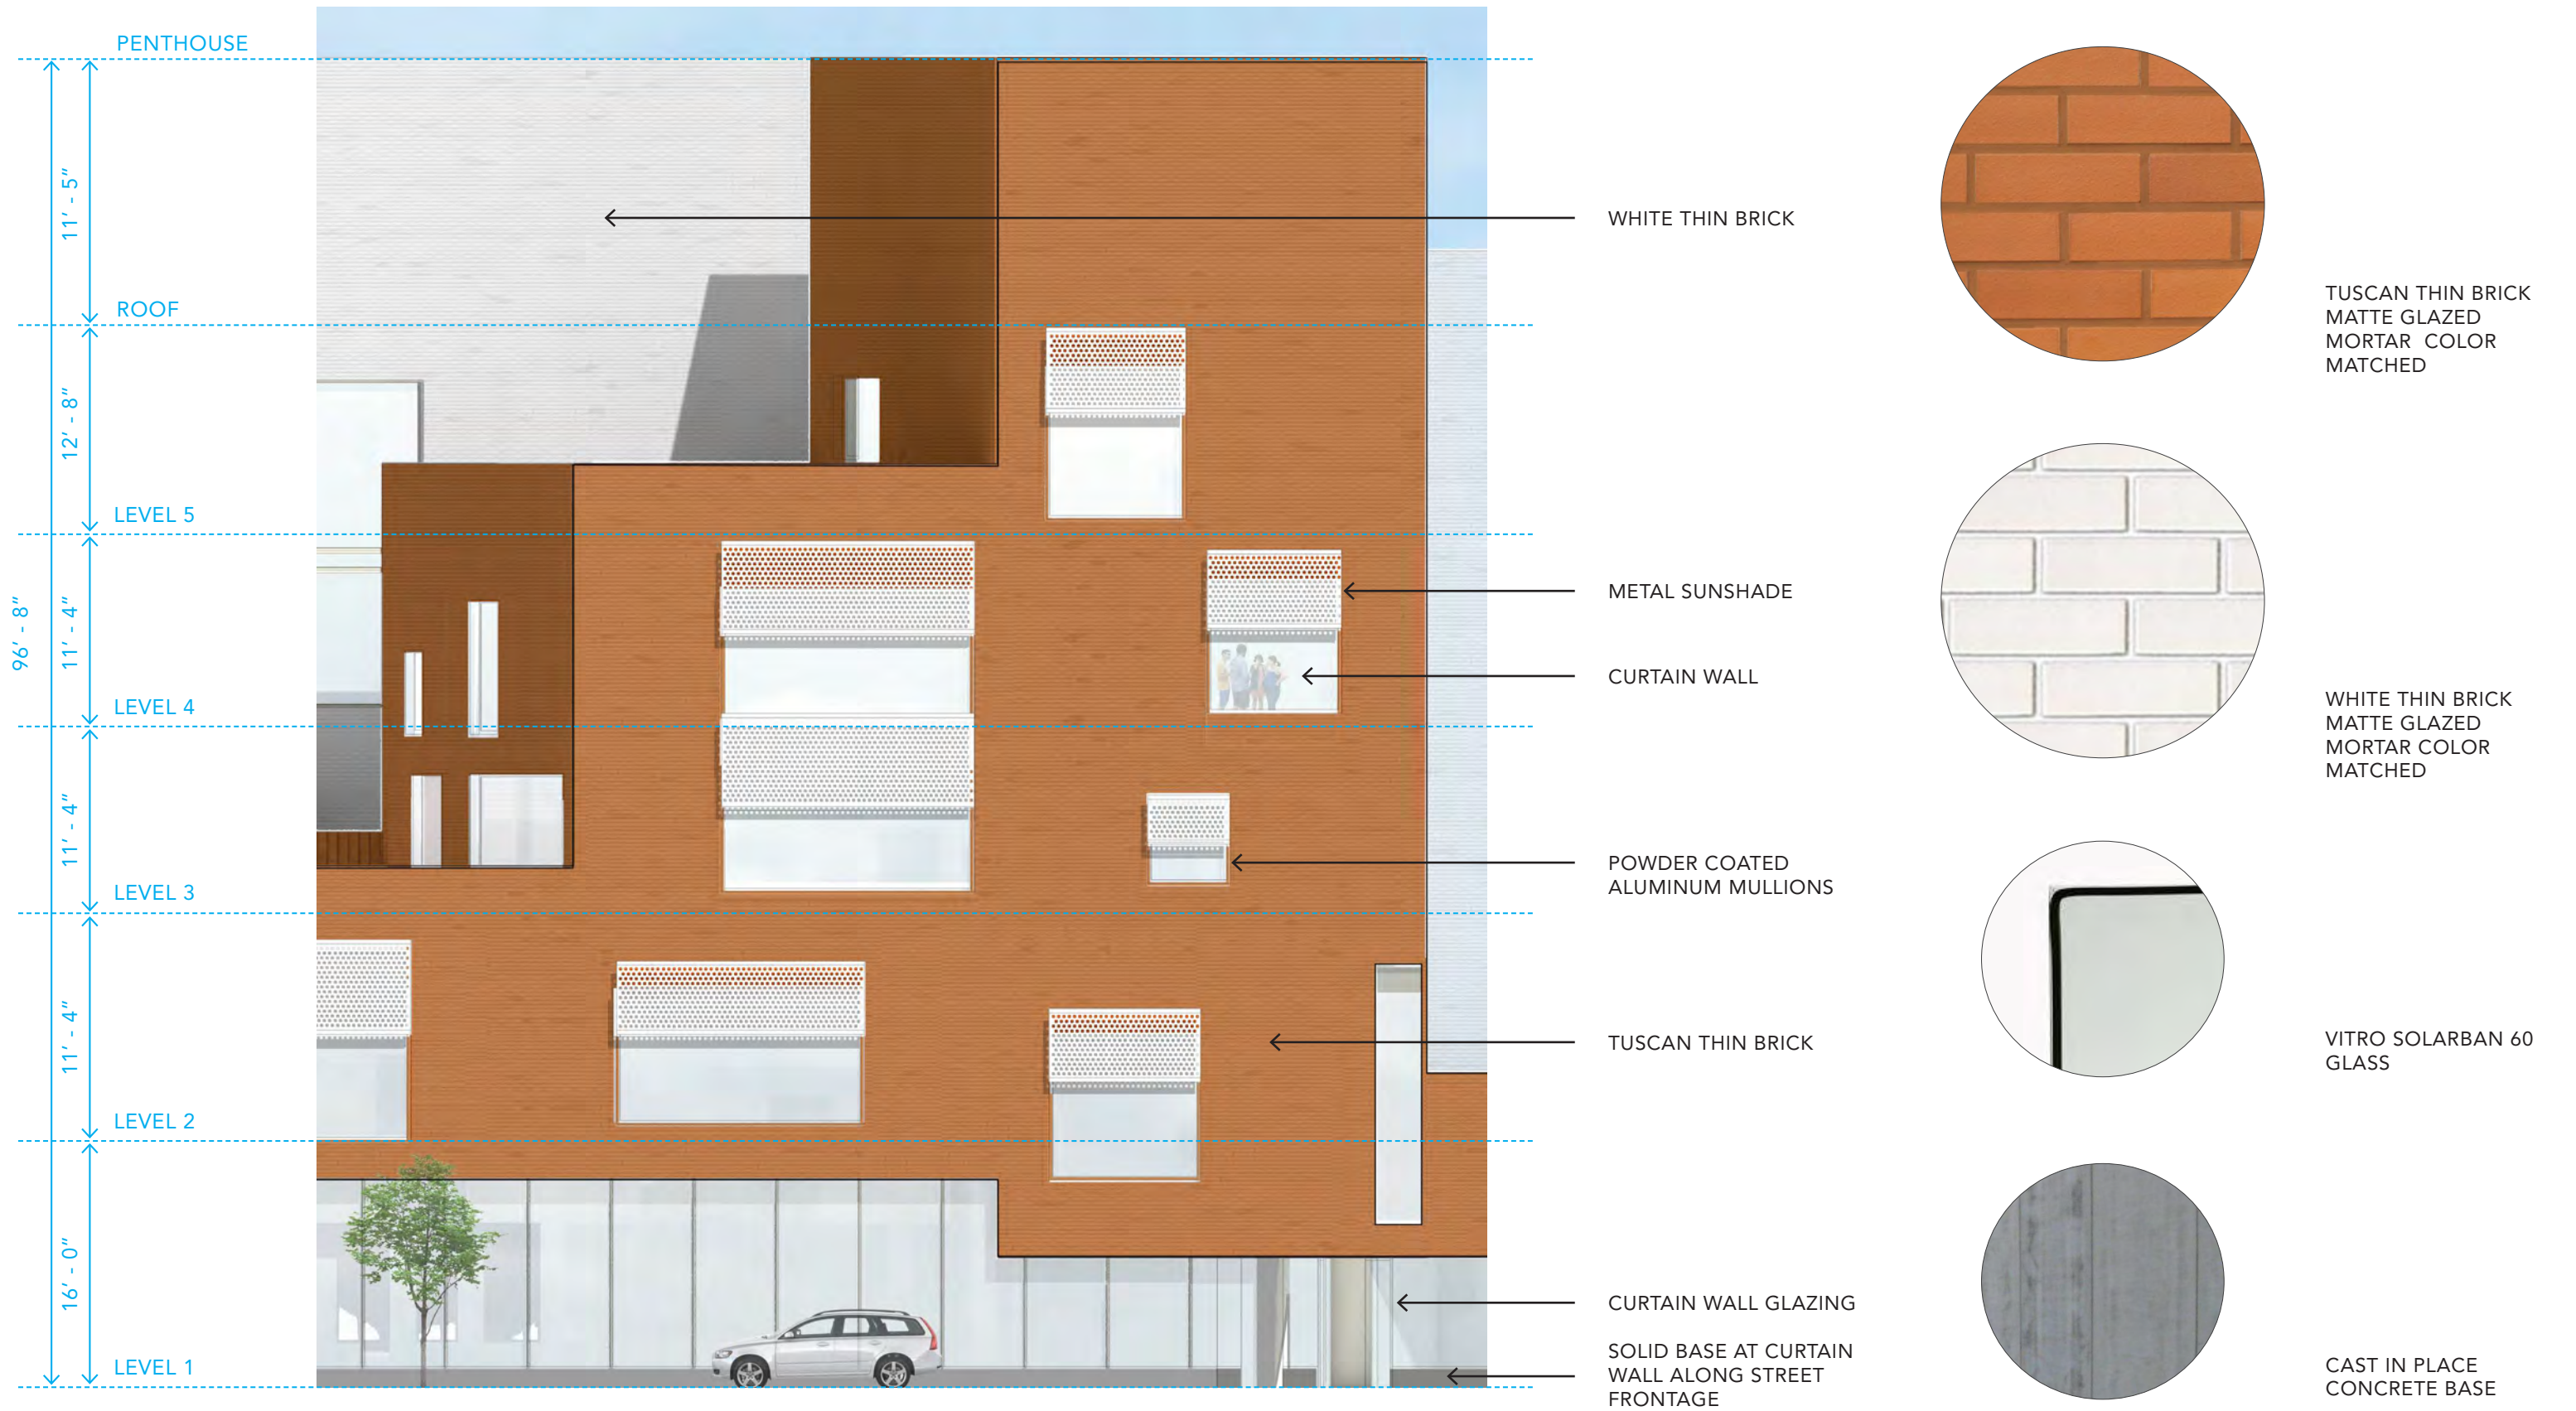 PENTHOUSE
11' - 5"
ROOF
12' - 8"
LEVEL 5
11' - 4"
96' - 8"
LEVEL 4
11' - 4"
LEVEL 3
11' - 4"
LEVEL 2
16' - 0"
LEVEL 1
WHITE THIN BRICK
METAL SUNSHADE
CURTAIN WALL
POWDER COATED
ALUMINUM MULLIONS
TUSCAN THIN BRICK
CURTAIN WALL GLAZING
SOLID BASE AT CURTAIN
WALL ALONG STREET
FRONTAGE
TUSCAN THIN BRICK
MATTE GLAZED
MORTAR COLOR
MATCHED
WHITE THIN BRICK
MATTE GLAZED
MORTAR COLOR
MATCHED
VITRO SOLARBAN 60
GLASS
CAST IN PLACE
CONCRETE BASE